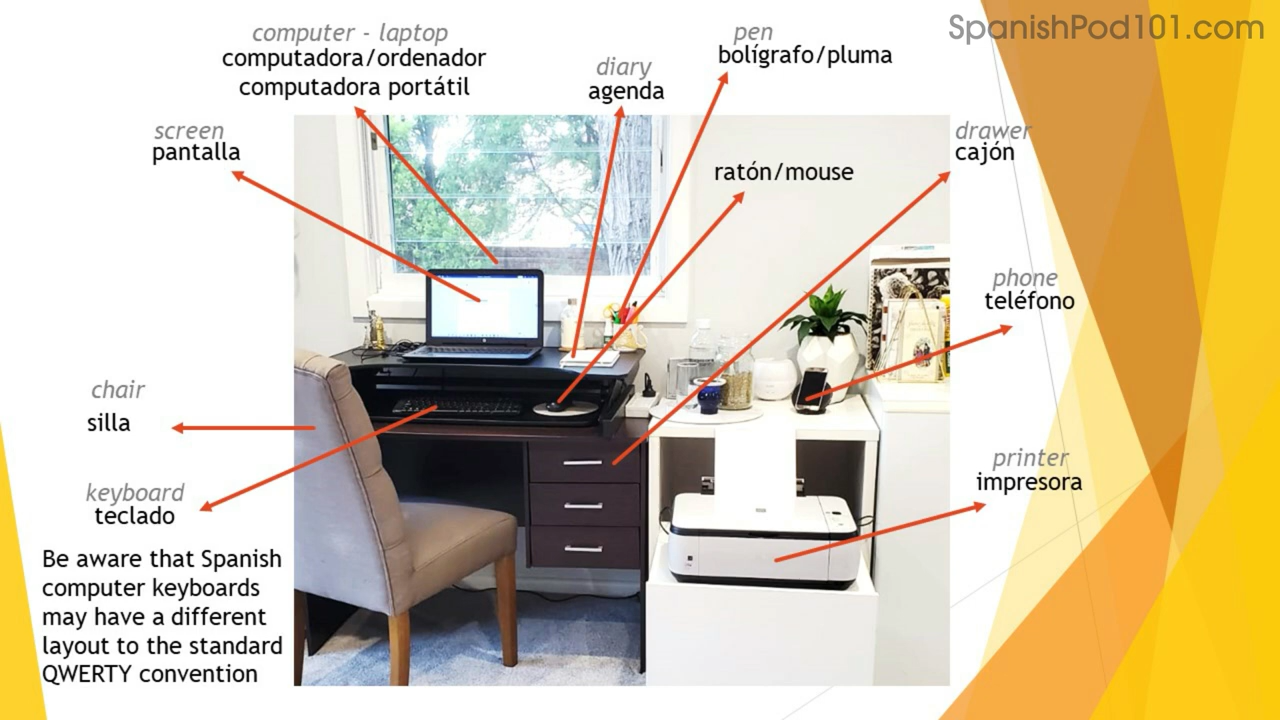 SpanishPod101.com
computer - laptop
computadora/ordenador
computadora portátil
diary
agenda
pen
bolígrafo/pluma
screen
pantalla
ratón/mouse
drawer
cajón
phone
teléfono
chair
silla
keyboard
teclado
printer
impresora
Be aware that Spanish
computer keyboards
may have a different
layout to the standard
QWERTY convention